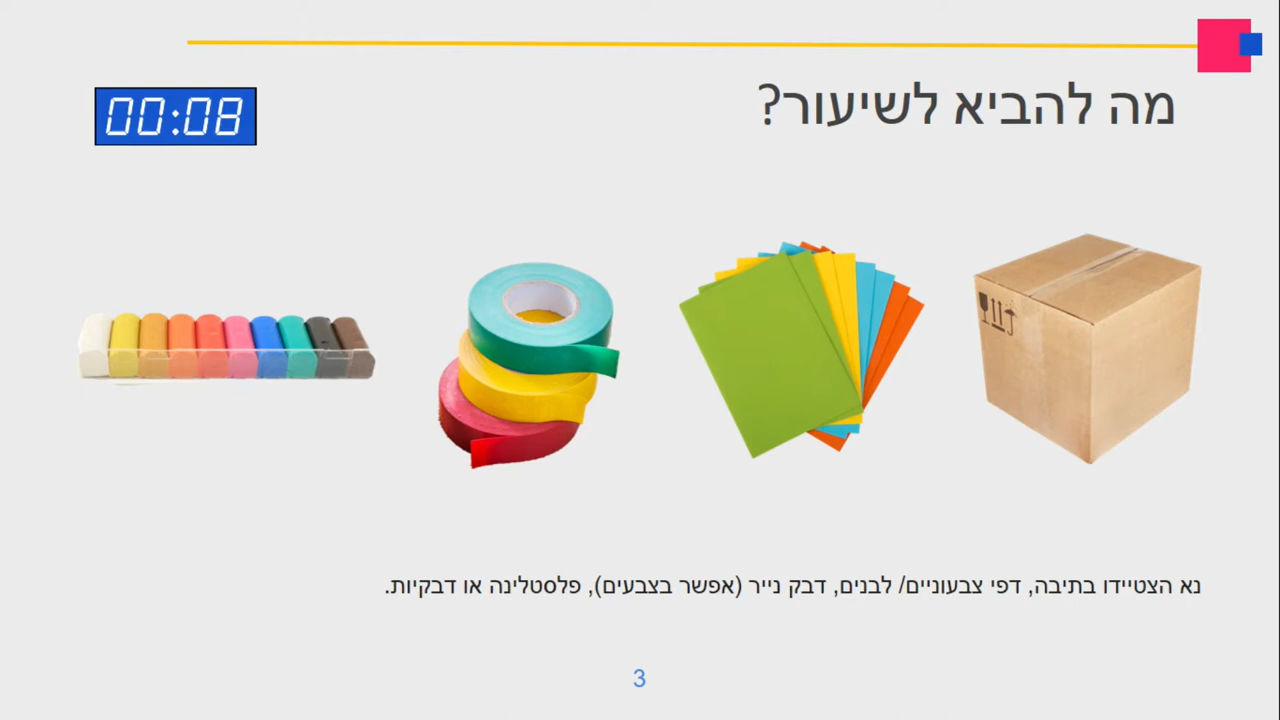 מה להביא לשיעור?
00:08
נא הצטיידו בתיבה, דפי צבעוניים/ לבנים, דבק נייר (אפשר בצבעים), פלסטלינה או דבקיות.
3